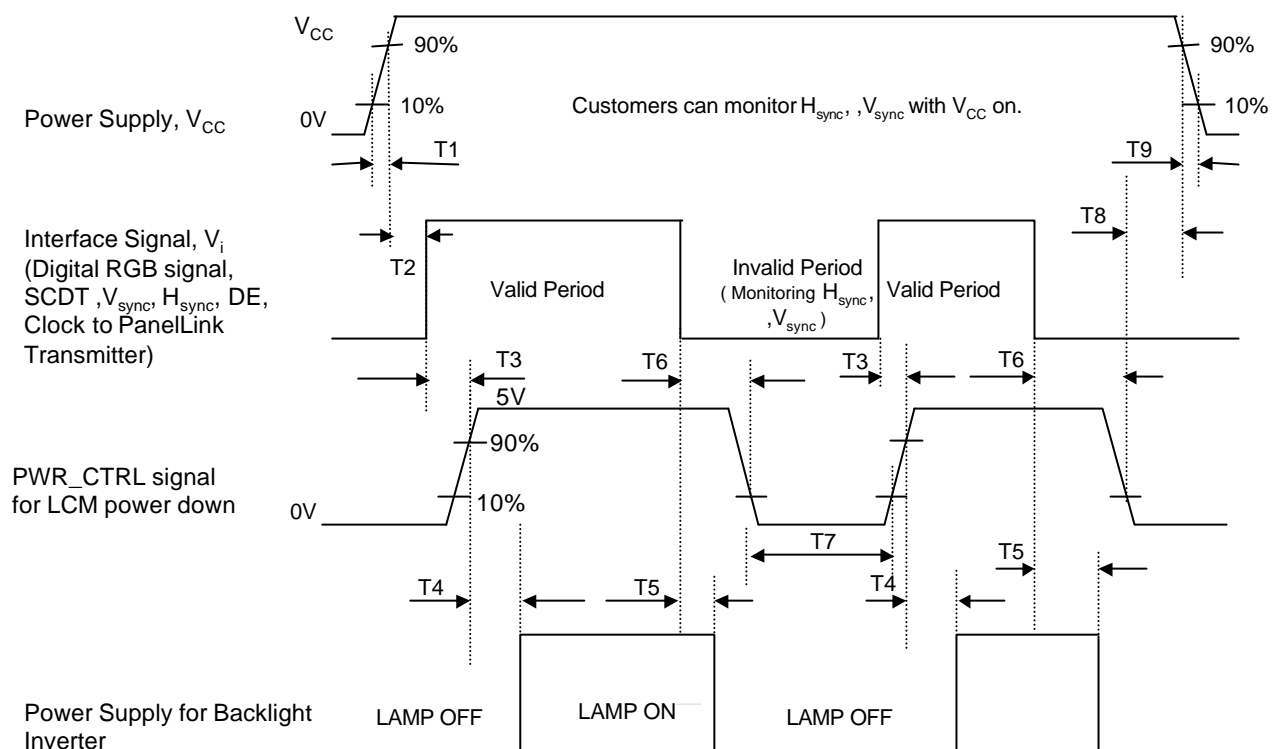 VCC
90%
90%
10%
10%
Power Supply, VCC
0V
Customers can monitor Hsync, ,Vsync with VCC on.
T1
T9
Interface Signal, Vi
(Digital RGB signal,
SCDT ,Vsync, Hsync, DE,
Clock to PanelLink
Transmitter)
T2
T8
Valid Period
Invalid Period
( Monitoring Hsync,
,Vsync )
Valid Period
T3
T6
T3
T6
5V
90%
PWR_CTRL signal
for LCM power down
10%
0V
T7
T5
T4
T5
T4
Power Supply for Backlight
Inverter
LAMP OFF
LAMP ON
LAMP OFF